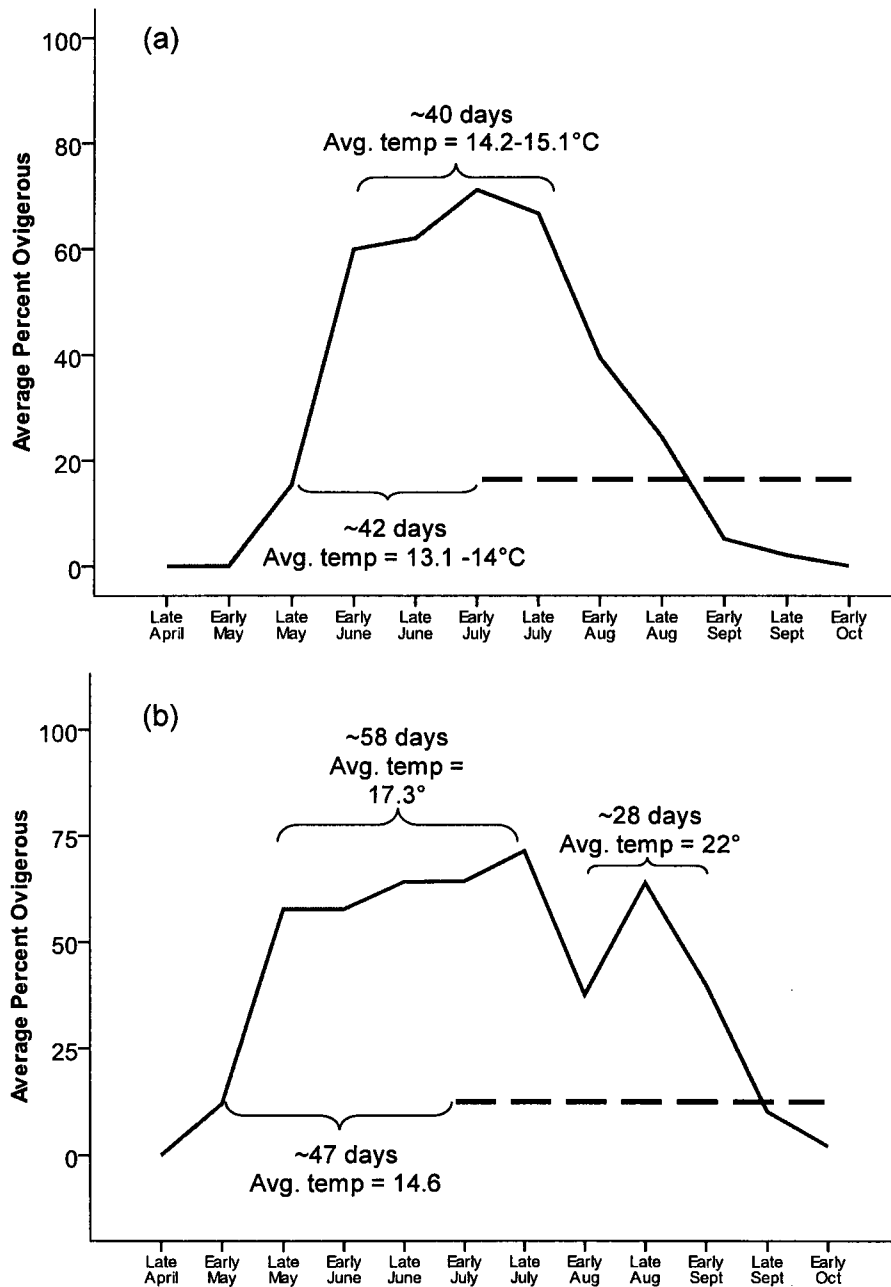 (a)
100
80
60
40
20
0
Average Percent Ovigerous
~40 days
Avg. temp = 14.2-15.1°C
~42 days
Avg. temp = 13.1 -14°C
Late Early Late Early Late Early Late Early Late Early Late Early
April May May June June July July Aug Aug Sept Sept Oct
(b)
100
75
50
25
0
Average Percent Ovigerous
~58 days
Avg. temp =
17.3°
~28 days
Avg. temp = 22°
~47 days
Avg. temp = 14.6
Late Early Late Early Late Early Late Early Late Early Late Early
April May May June June July July Aug Aug Sept Sept Oct